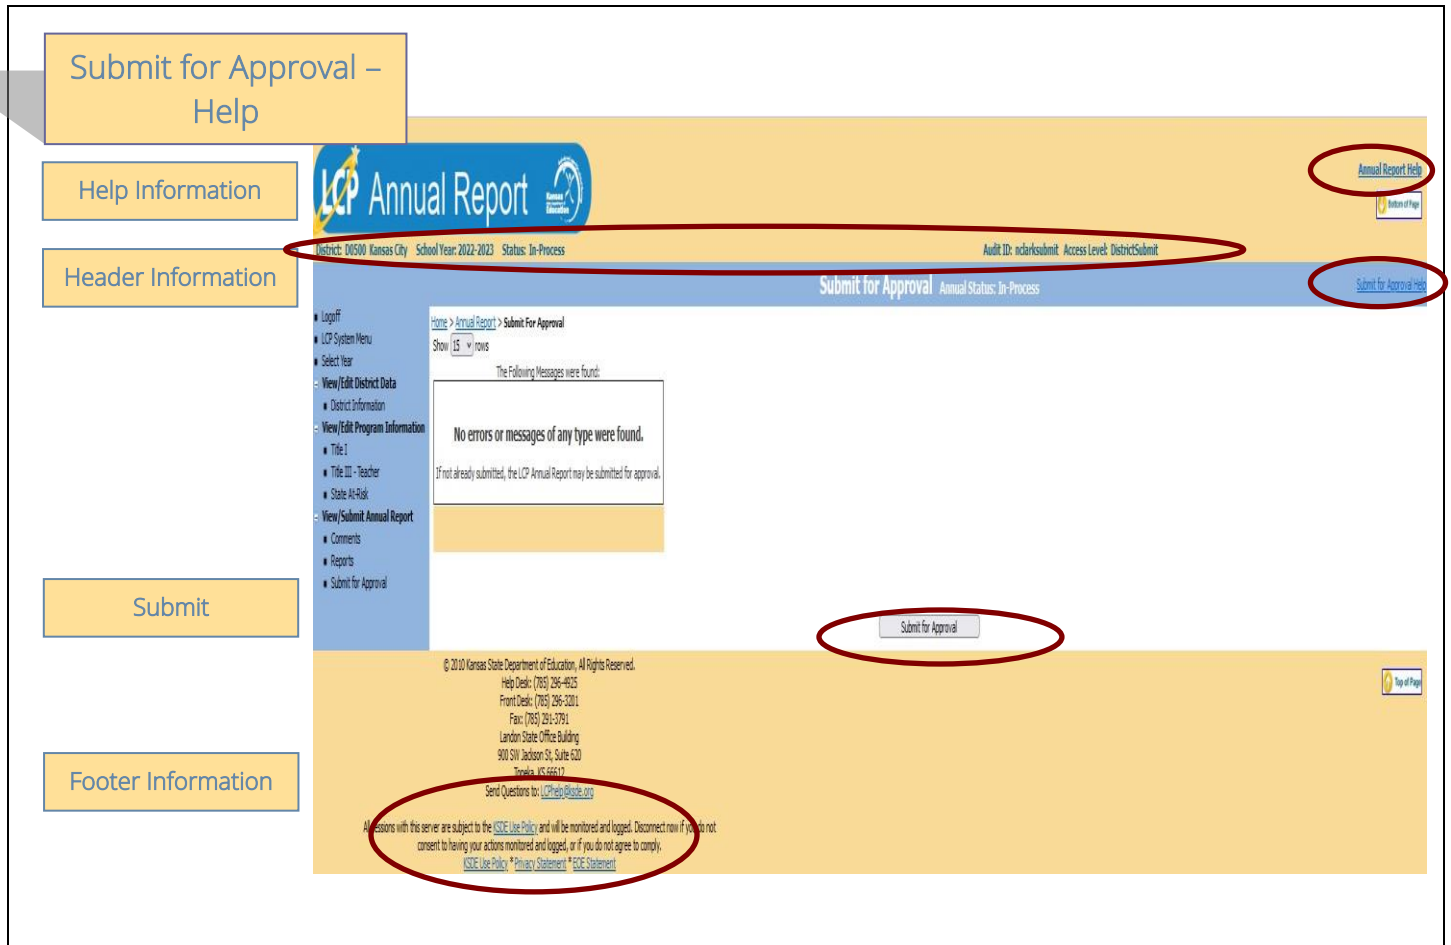 Submit for Approval –
Help
Help Information
Header Information
Submit
Footer Information
LCP Annual Report
Kansas
Education
Annual Report Help
Bottom of Page
District: D0500 Kansas City School Year: 2022-2023 Status: In-Process Audit ID: nclarksubmit Access Level: DistrictSubmit
Submit for Approval Annual Status: In-Process
Submit for Approval Help
Logoff
LCP System Menu
Select Year
View/Edit District Data
District Information
View/Edit Program Information
Title I
Title III - Teacher
State At-Risk
View/Submit Annual Report
Comments
Reports
Submit for Approval
Home > Annual Report > Submit For Approval
Show 15 rows
The Following Messages were found:
No errors or messages of any type were found.
If not already submitted, the LCP Annual Report may be submitted for approval.
Submit for Approval
© 2010 Kansas State Department of Education, All Rights Reserved.
Help Desk: (785) 296-4925
Front Desk: (785) 296-3201
Fax: (785) 291-3791
Landon State Office Building
900 SW Jackson St, Suite 620
Topeka, KS 66612
Send Questions to: LCPhelp@ksde.org
All sessions with this server are subject to the KSDE Use Policy and will be monitored and logged. Disconnect now if you do not
consent to having your actions monitored and logged, or if you do not agree to comply.
KSDE Use Policy * Privacy Statement * EOE Statement
Top of Page